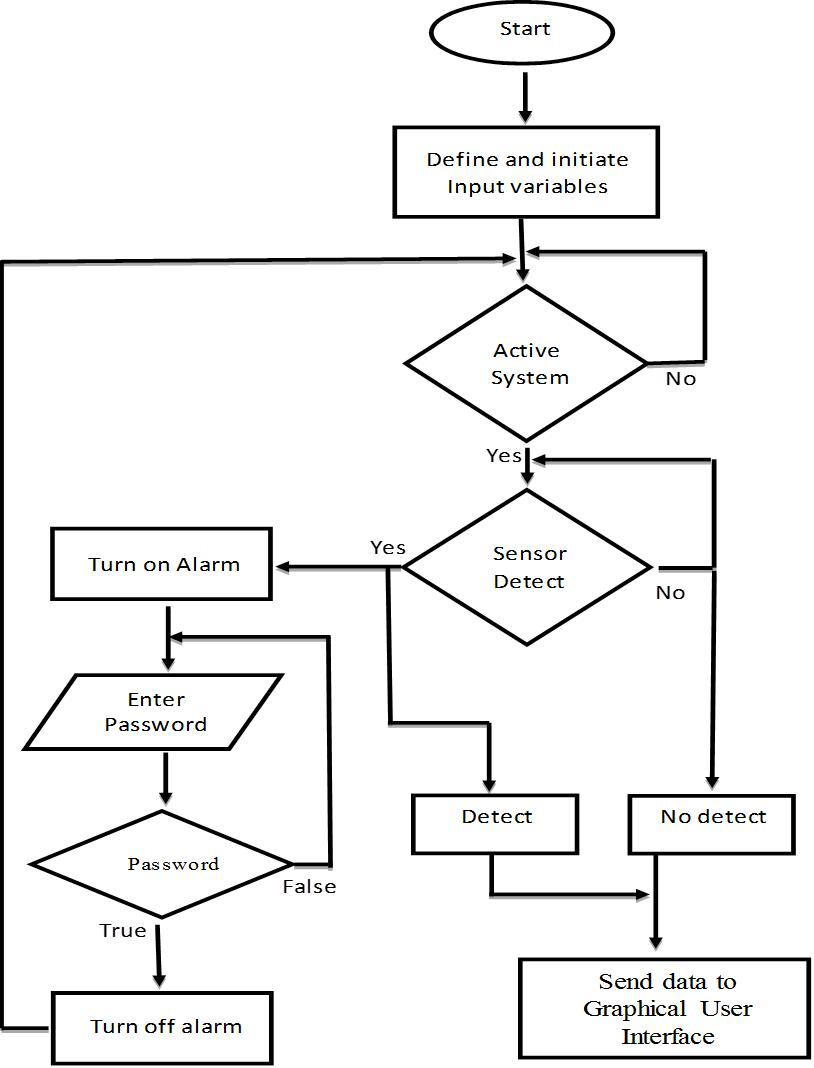 Start
Define and initiate
Input variables
Active
System
No
Yes
Sensor
Detect
Yes
No
Turn on Alarm
Enter
Password
Password
False
True
Turn off alarm
Detect
No detect
Send data to
Graphical User
Interface